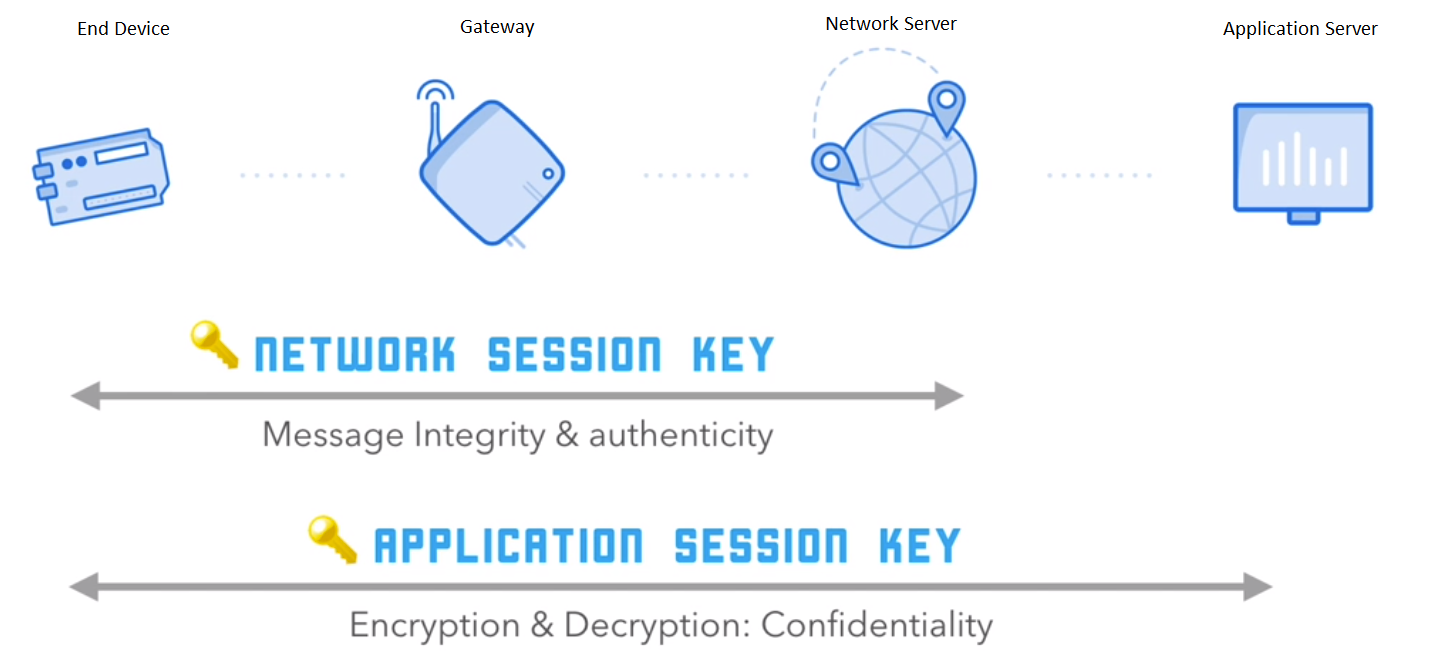 End Device
Gateway
Network Server
Application Server
NETWORK SESSION KEY
Message Integrity & authenticity
APPLICATION SESSION KEY
Encryption & Decryption: Confidentiality